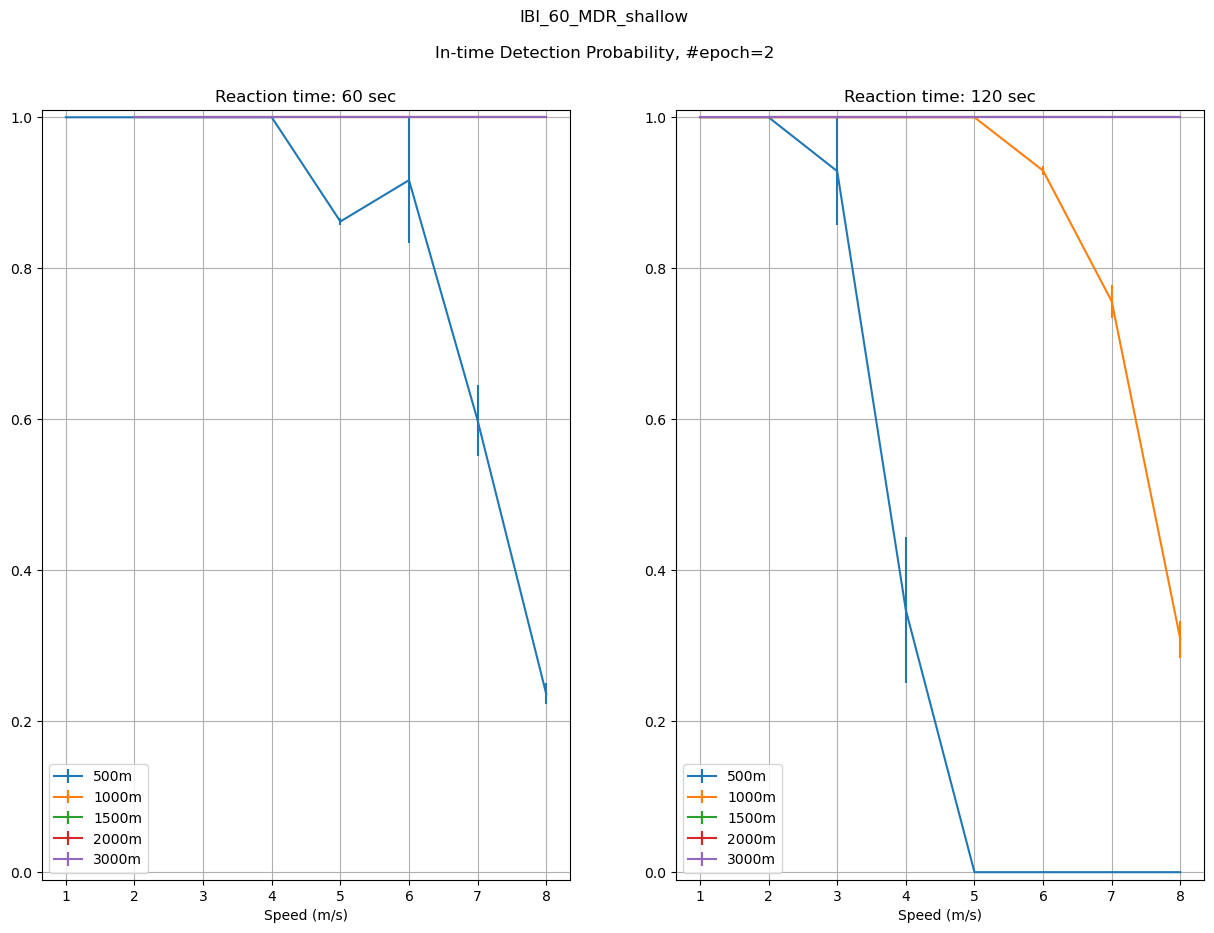 IBI_60_MDR_shallow
In-time Detection Probability, #epoch=2
Reaction time: 60 sec
1.0
0.8
0.6
0.4
0.2
0.0
500m
1000m
1500m
2000m
3000m
1 2 3 4 5 6 7 8
Speed (m/s)
Reaction time: 120 sec
1.0
0.8
0.6
0.4
0.2
0.0
500m
1000m
1500m
2000m
3000m
1 2 3 4 5 6 7 8
Speed (m/s)